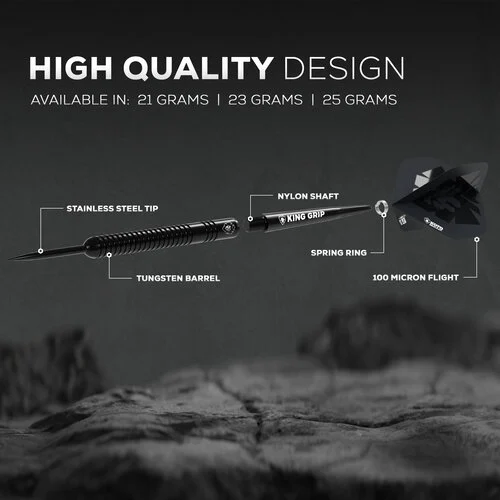 HIGH QUALITY DESIGN
AVAILABLE IN: 21 GRAMS | 23 GRAMS | 25 GRAMS
NYLON SHAFT
STAINLESS STEEL TIP
KING GRIP
SPRING RING
TUNGSTEN BARREL
100 MICRON FLIGHT